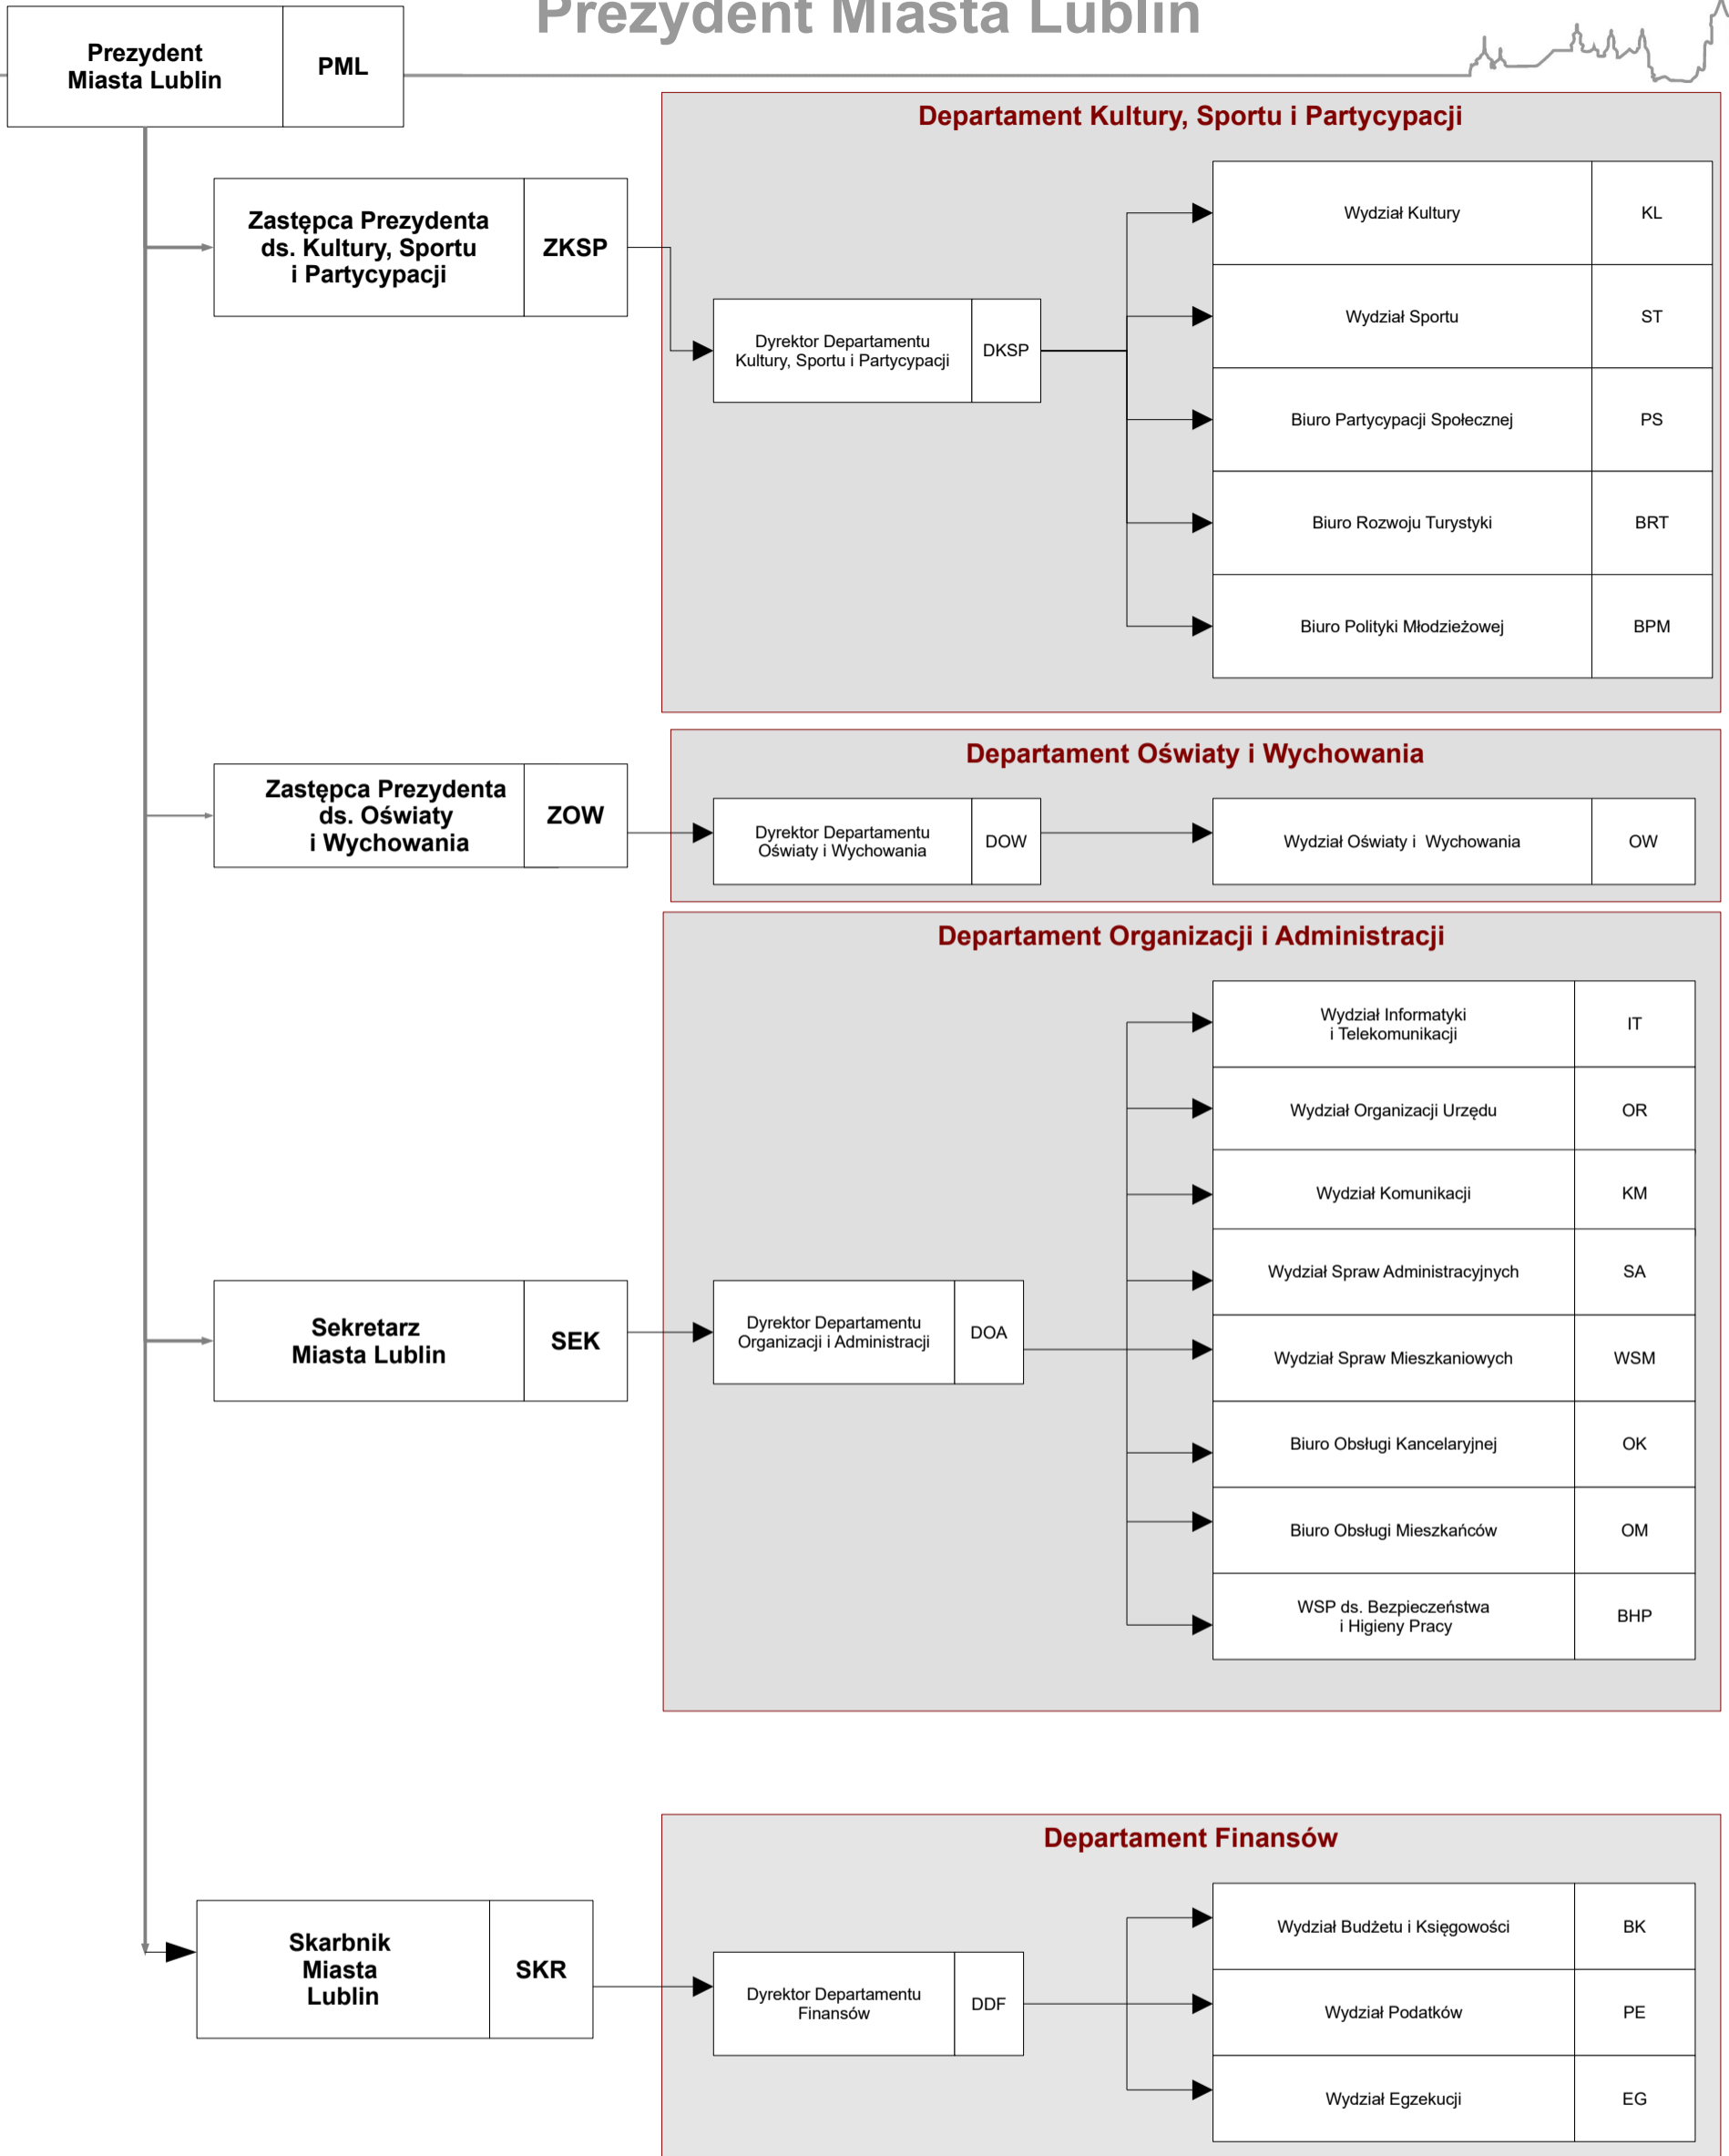 Prezydent Miasta Lublin
Prezydent
Miasta Lublin
PML
Departament Kultury, Sportu i Partycypacji
Zastępca Prezydenta
ds. Kultury, Sportu
i Partycypacji
ZKSP
Dyrektor Departamentu
Kultury, Sportu i Partycypacji
DKSP
Wydział Kultury
KL
Wydział Sportu
ST
Biuro Partycypacji Społecznej
PS
Biuro Rozwoju Turystyki
BRT
Biuro Polityki Młodzieżowej
BPM
Departament Oświaty i Wychowania
Zastępca Prezydenta
ds. Oświaty
i Wychowania
ZOW
Dyrektor Departamentu
Oświaty i Wychowania
DOW
Wydział Oświaty i Wychowania
OW
Departament Organizacji i Administracji
Sekretarz
Miasta Lublin
SEK
Dyrektor Departamentu
Organizacji i Administracji
DOA
Wydział Informatyki
i Telekomunikacji
IT
Wydział Organizacji Urzędu
OR
Wydział Komunikacji
KM
Wydział Spraw Administracyjnych
SA
Wydział Spraw Mieszkaniowych
WSM
Biuro Obsługi Kancelaryjnej
OK
Biuro Obsługi Mieszkańców
OM
WSP ds. Bezpieczeństwa
i Higieny Pracy
BHP
Departament Finansów
Skarbnik
Miasta
Lublin
SKR
Dyrektor Departamentu
Finansów
DDF
Wydział Budżetu i Księgowości
BK
Wydział Podatków
PE
Wydział Egzekucji
EG